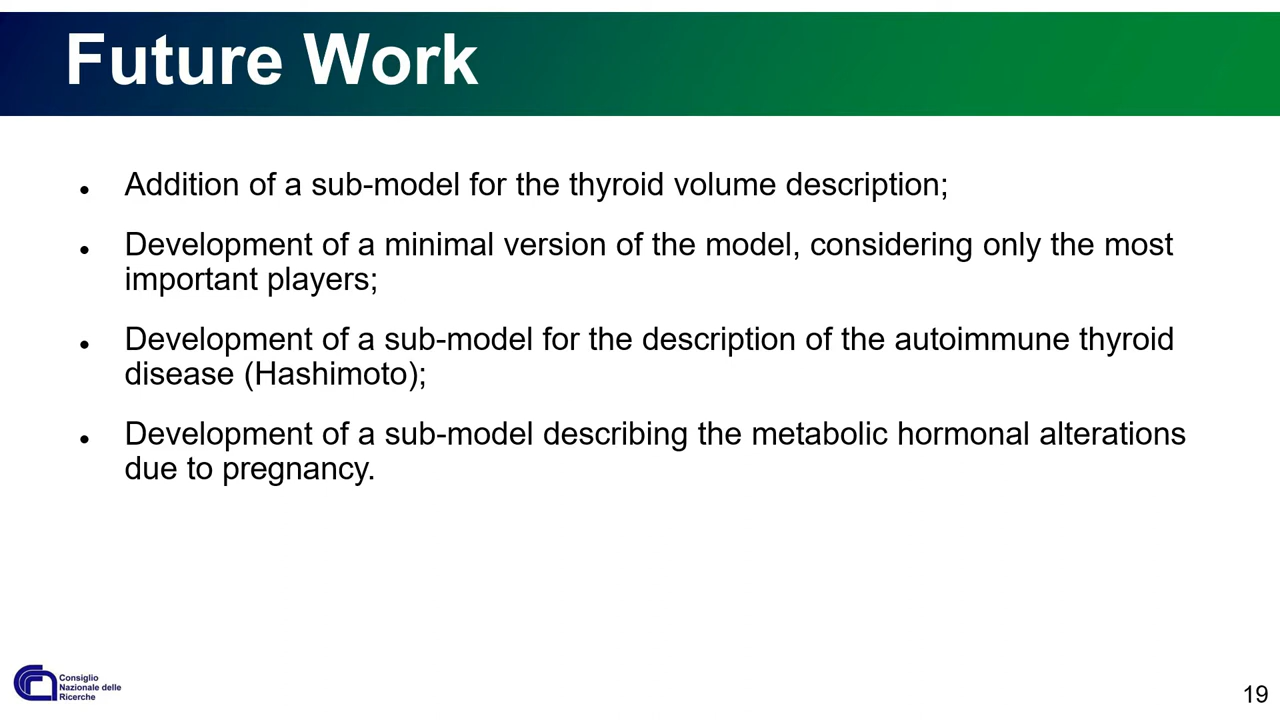 Future Work
● Addition of a sub-model for the thyroid volume description;
● Development of a minimal version of the model, considering only the most
important players;
● Development of a sub-model for the description of the autoimmune thyroid
disease (Hashimoto);
● Development of a sub-model describing the metabolic hormonal alterations
due to pregnancy.
Consiglio
Nazionale delle
Ricerche
19